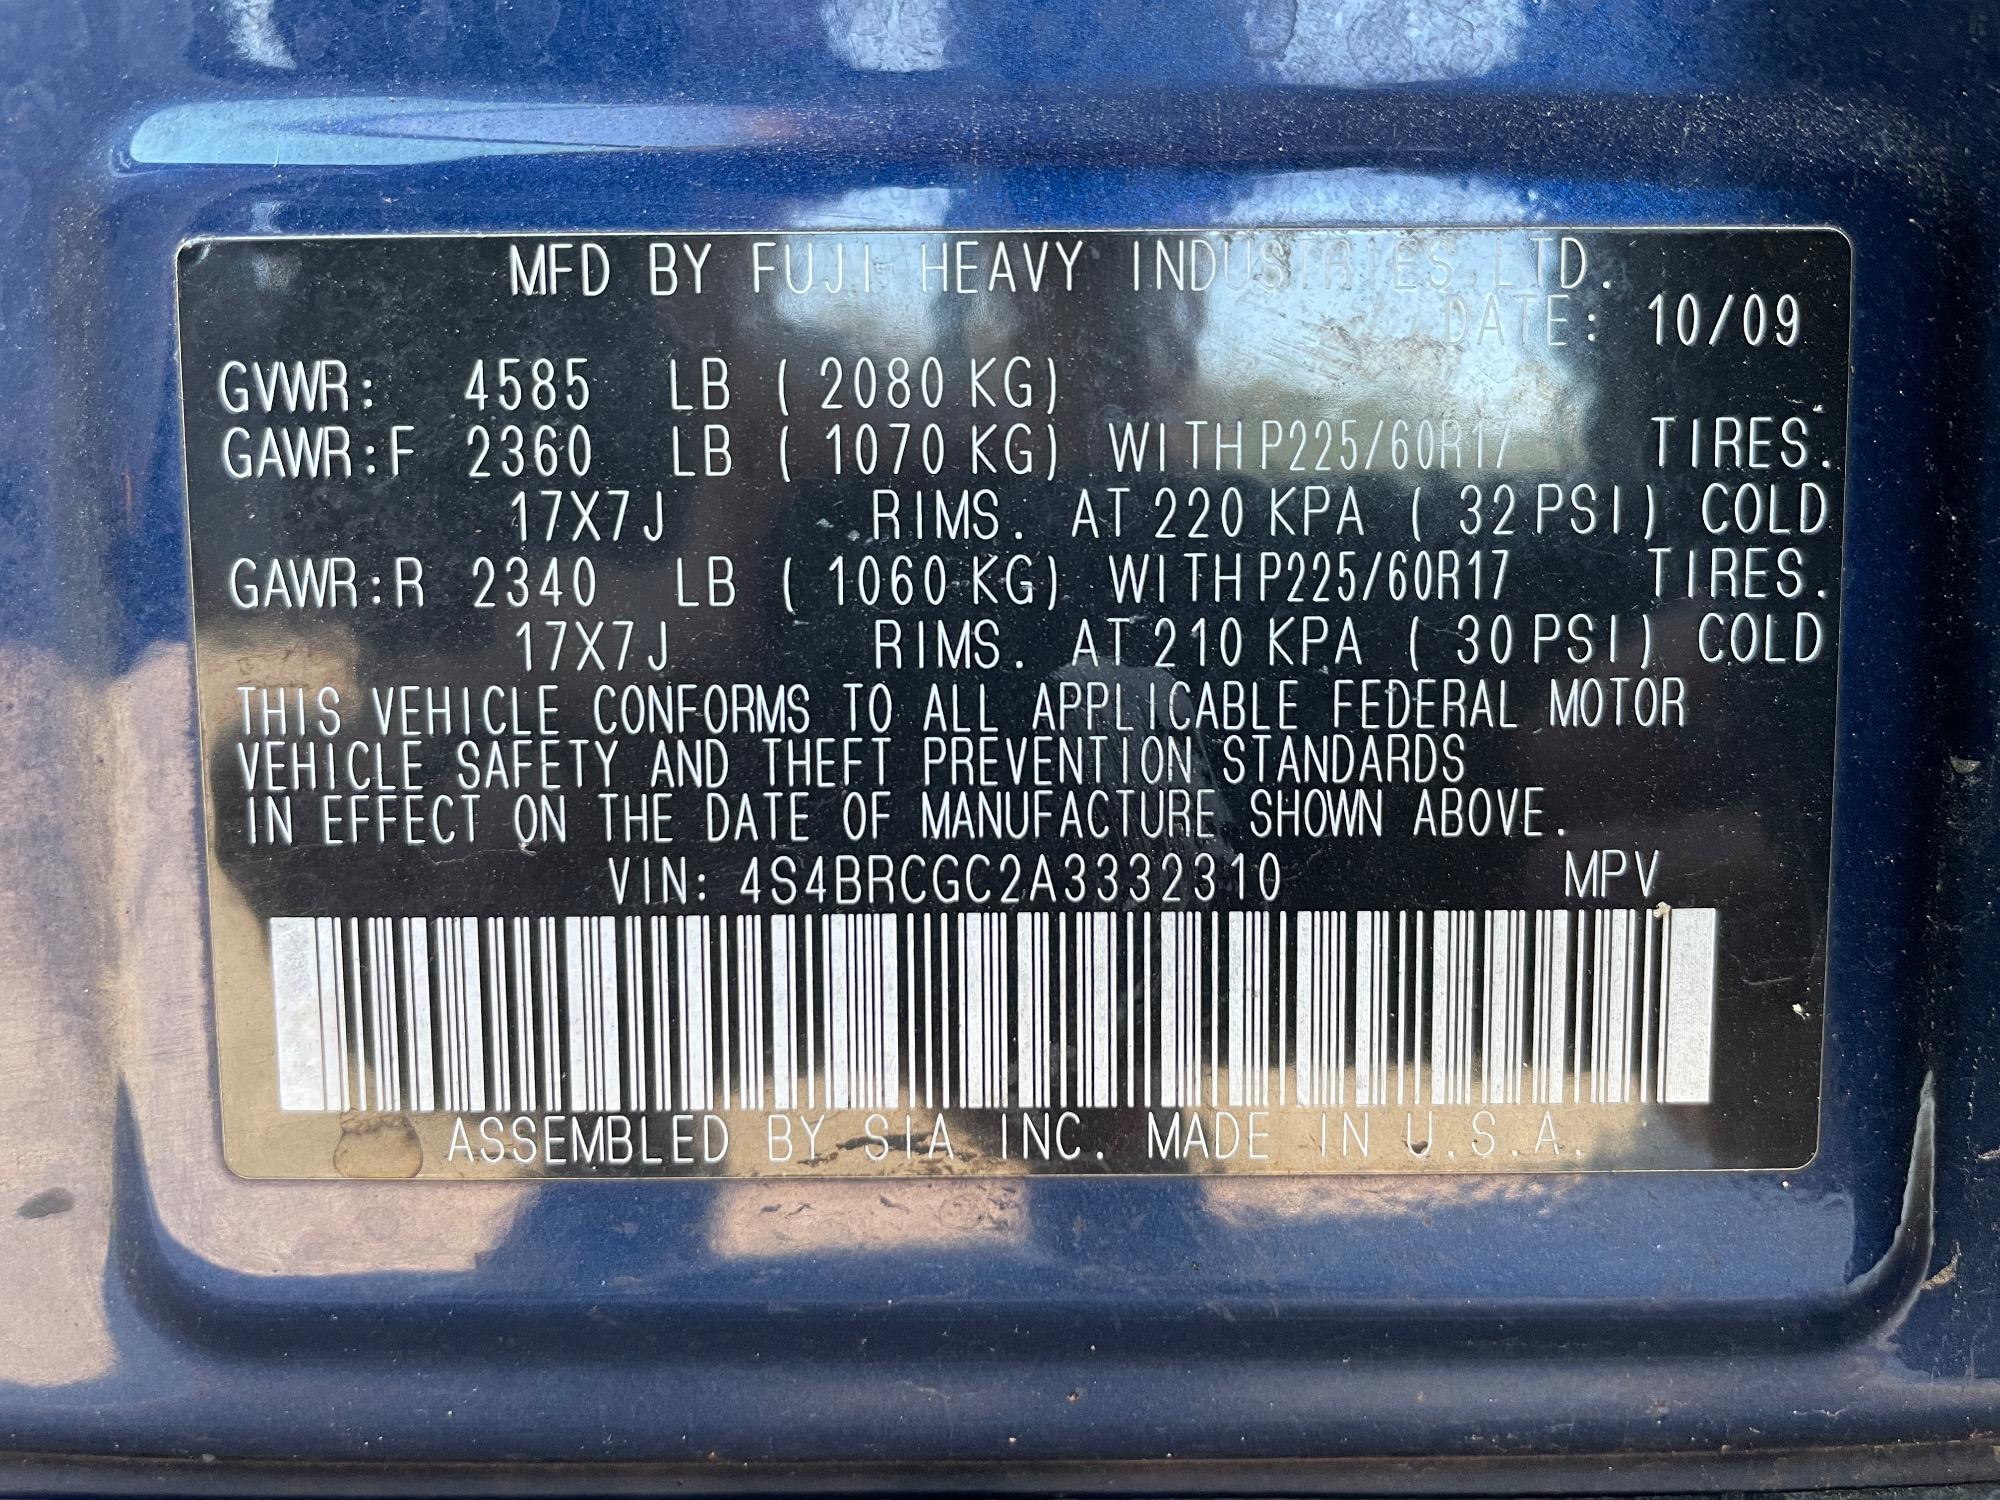 MFD BY FUJI HEAVY INDUSTRIES LTD.
DATE: 10/09
GVWR: 4585 LB (2080 KG)
GAWR:F 2360 LB (1070 KG) WITH P225/60R17 TIRES.
17X7J RIMS. AT 220 KPA (32 PSI) COLD
GAWR:R 2340 LB (1060 KG) WITH P225/60R17 TIRES.
17X7J RIMS. AT 210 KPA (30 PSI) COLD
THIS VEHICLE CONFORMS TO ALL APPLICABLE FEDERAL MOTOR
VEHICLE SAFETY AND THEFT PREVENTION STANDARDS
IN EFFECT ON THE DATE OF MANUFACTURE SHOWN ABOVE.
VIN: 4S4BRCGC2A3332310 MPV
ASSEMBLED BY SIA INC. MADE IN U.S.A.